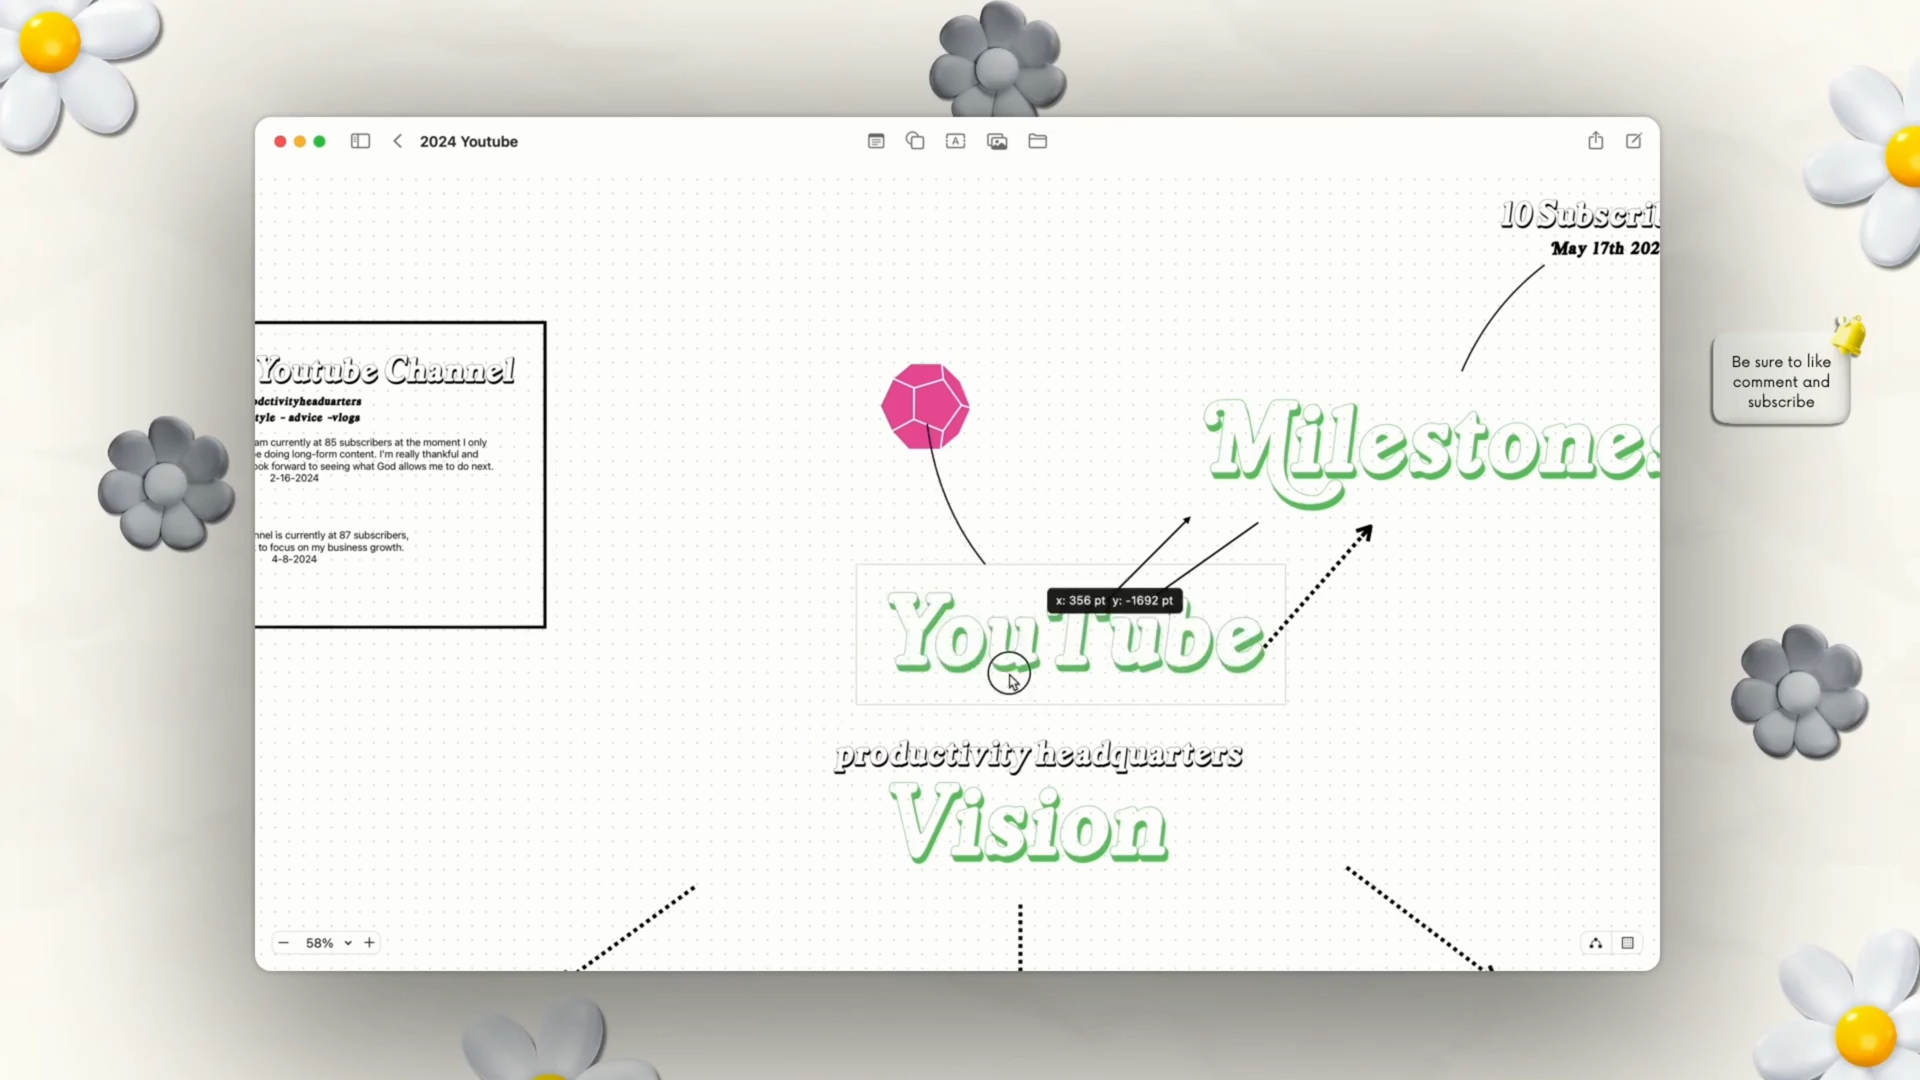 2024 Youtube
10 Subscri
May 17th 202
Youtube Channel
odctivityheaduarters
tyle - advice -vlogs
am currently at 85 subscribers at the moment I only
e doing long-form content. I'm really thankful and
ok forward to seeing what God allows me to do next.
2-16-2024
nnel is currently at 87 subscribers,
to focus on my business growth.
4-8-2024
Milestones
x: 356 pt y: -1692 pt
YouTube
productivity headquarters
Vision
58%
Be sure to like
comment and
subscribe